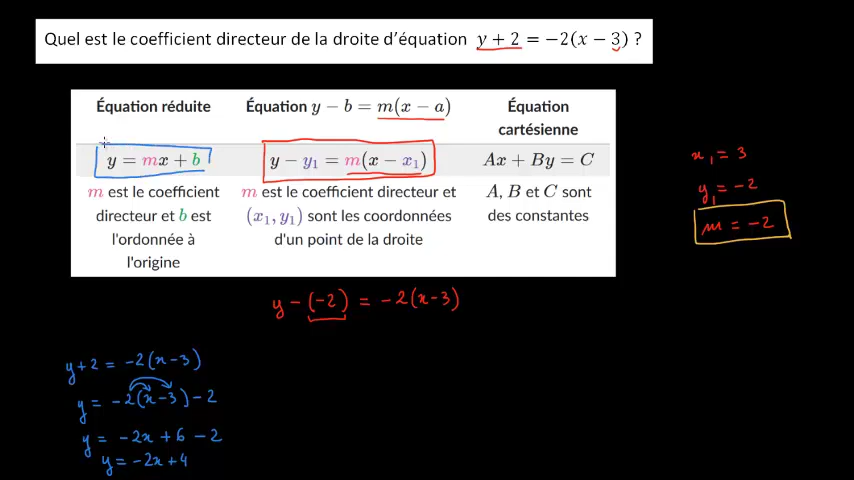 Quel est le coefficient directeur de la droite d'équation y + 2 = −2(x − 3) ?
Équation réduite
Équation y − b = m(x − a)
Équation
cartésienne
y = mx + b
y − y₁ = m(x − x₁)
Ax + By = C
m est le coefficient
directeur et b est
l'ordonnée à
l'origine
m est le coefficient directeur et
(x₁, y₁) sont les coordonnées
d'un point de la droite
A, B et C sont
des constantes
x₁ = 3
y₁ = −2
m = −2
y − (−2) = −2(x−3)
y+2 = −2(x−3)
y = −2(x−3) −2
y = −2x + 6 − 2
y = −2x + 4